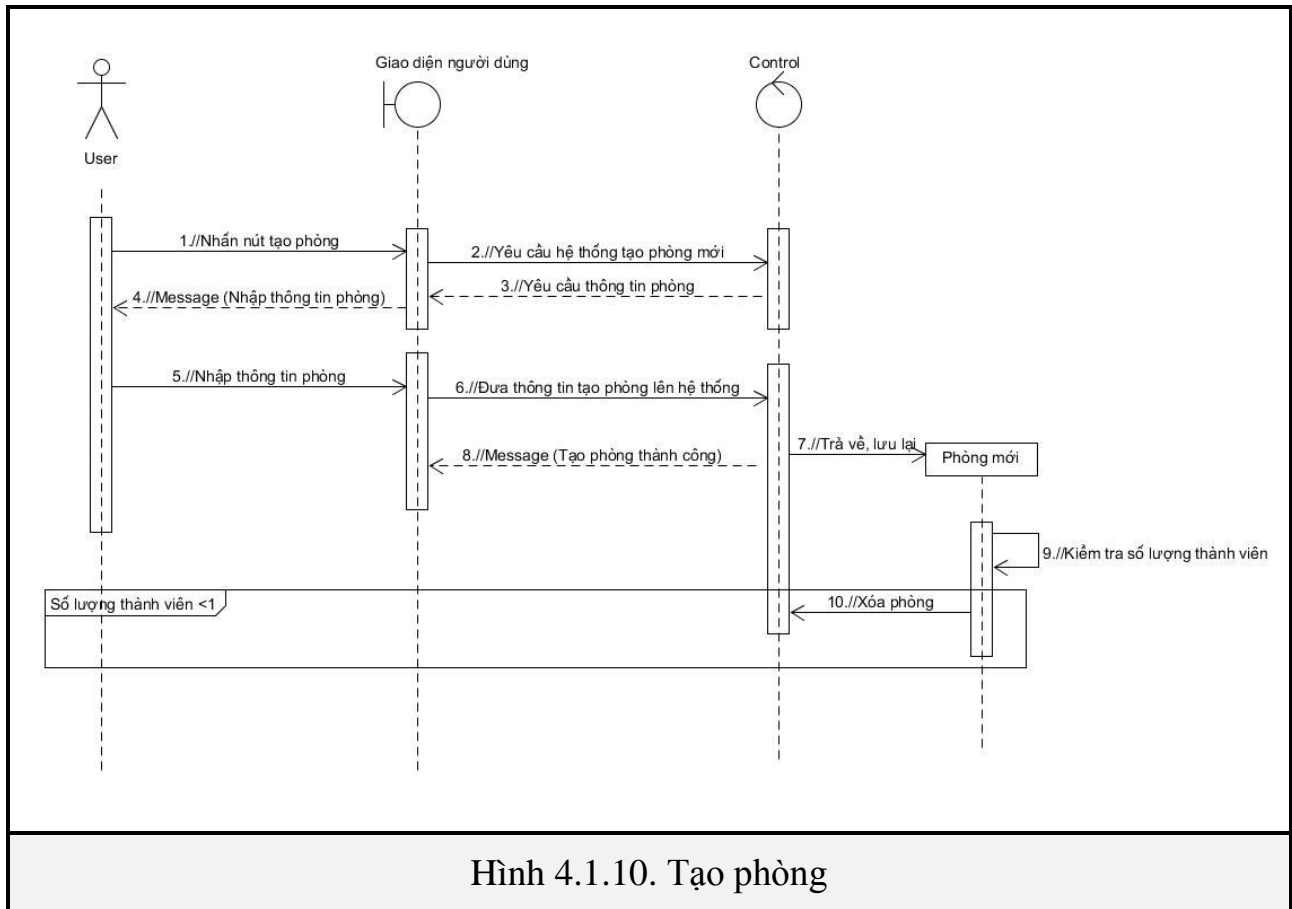 Giao diện người dùng
Control
User
1.//Nhấn nút tạo phòng
2.//Yêu cầu hệ thống tạo phòng mới
3.//Yêu cầu thông tin phòng
4.//Message (Nhập thông tin phòng)
5.//Nhập thông tin phòng
6.//Đưa thông tin tạo phòng lên hệ thống
7.//Trả về, lưu lại
Phòng mới
8.//Message (Tạo phòng thành công)
9.//Kiểm tra số lượng thành viên
Số lượng thành viên <1
10.//Xóa phòng
Hình 4.1.10. Tạo phòng